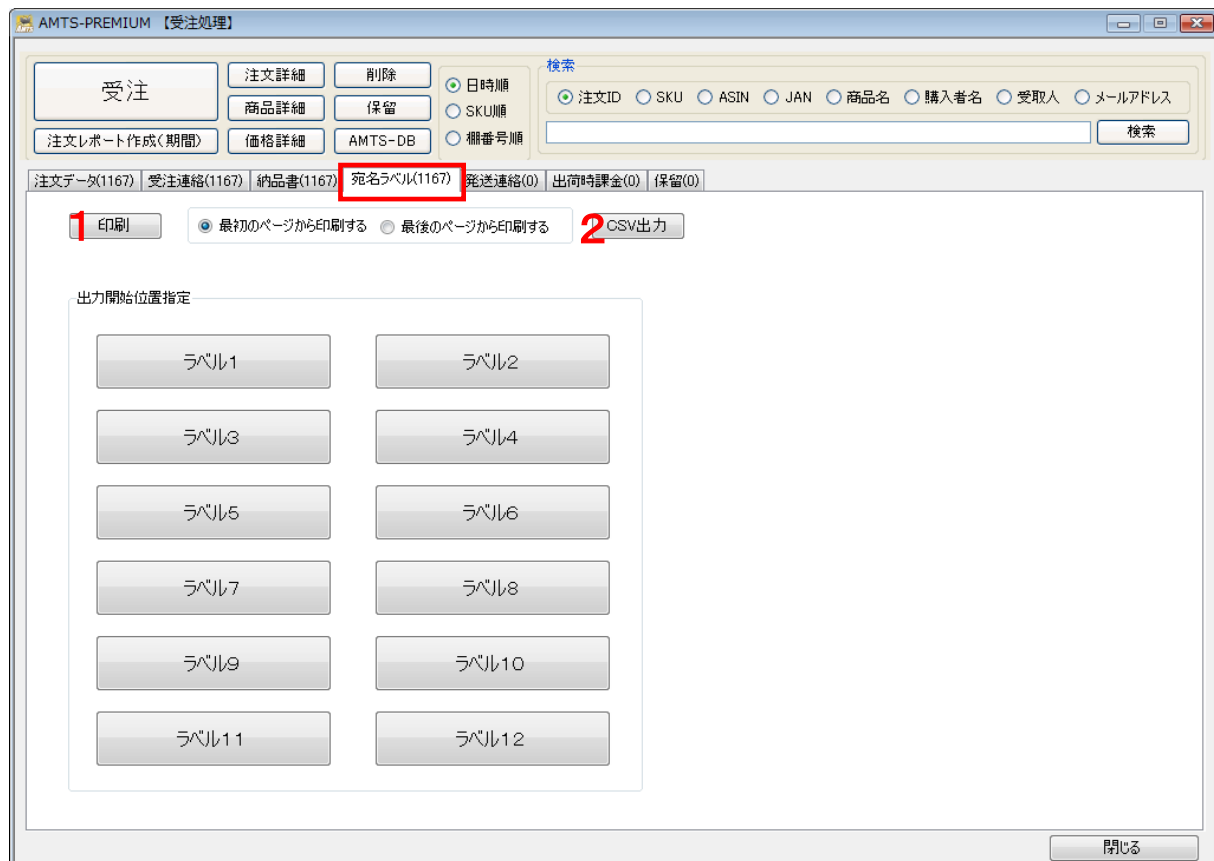 AMTS-PREMIUM 【受注処理】
受注
注文詳細
削除
商品詳細
保留
注文レポート作成(期間)
価格詳細
AMTS-DB
日時順
SKU順
棚番号順
検索
注文ID SKU ASIN JAN 商品名 購入者名 受取人 メールアドレス
検索
注文データ(1167) 受注連絡(1167) 納品書(1167) 宛名ラベル(1167) 発送連絡(0) 出荷時課金(0) 保留(0)
1 印刷 最初のページから印刷する 最後のページから印刷する 2 CSV出力
出力開始位置指定
ラベル1 ラベル2
ラベル3 ラベル4
ラベル5 ラベル6
ラベル7 ラベル8
ラベル9 ラベル10
ラベル11 ラベル12
閉じる